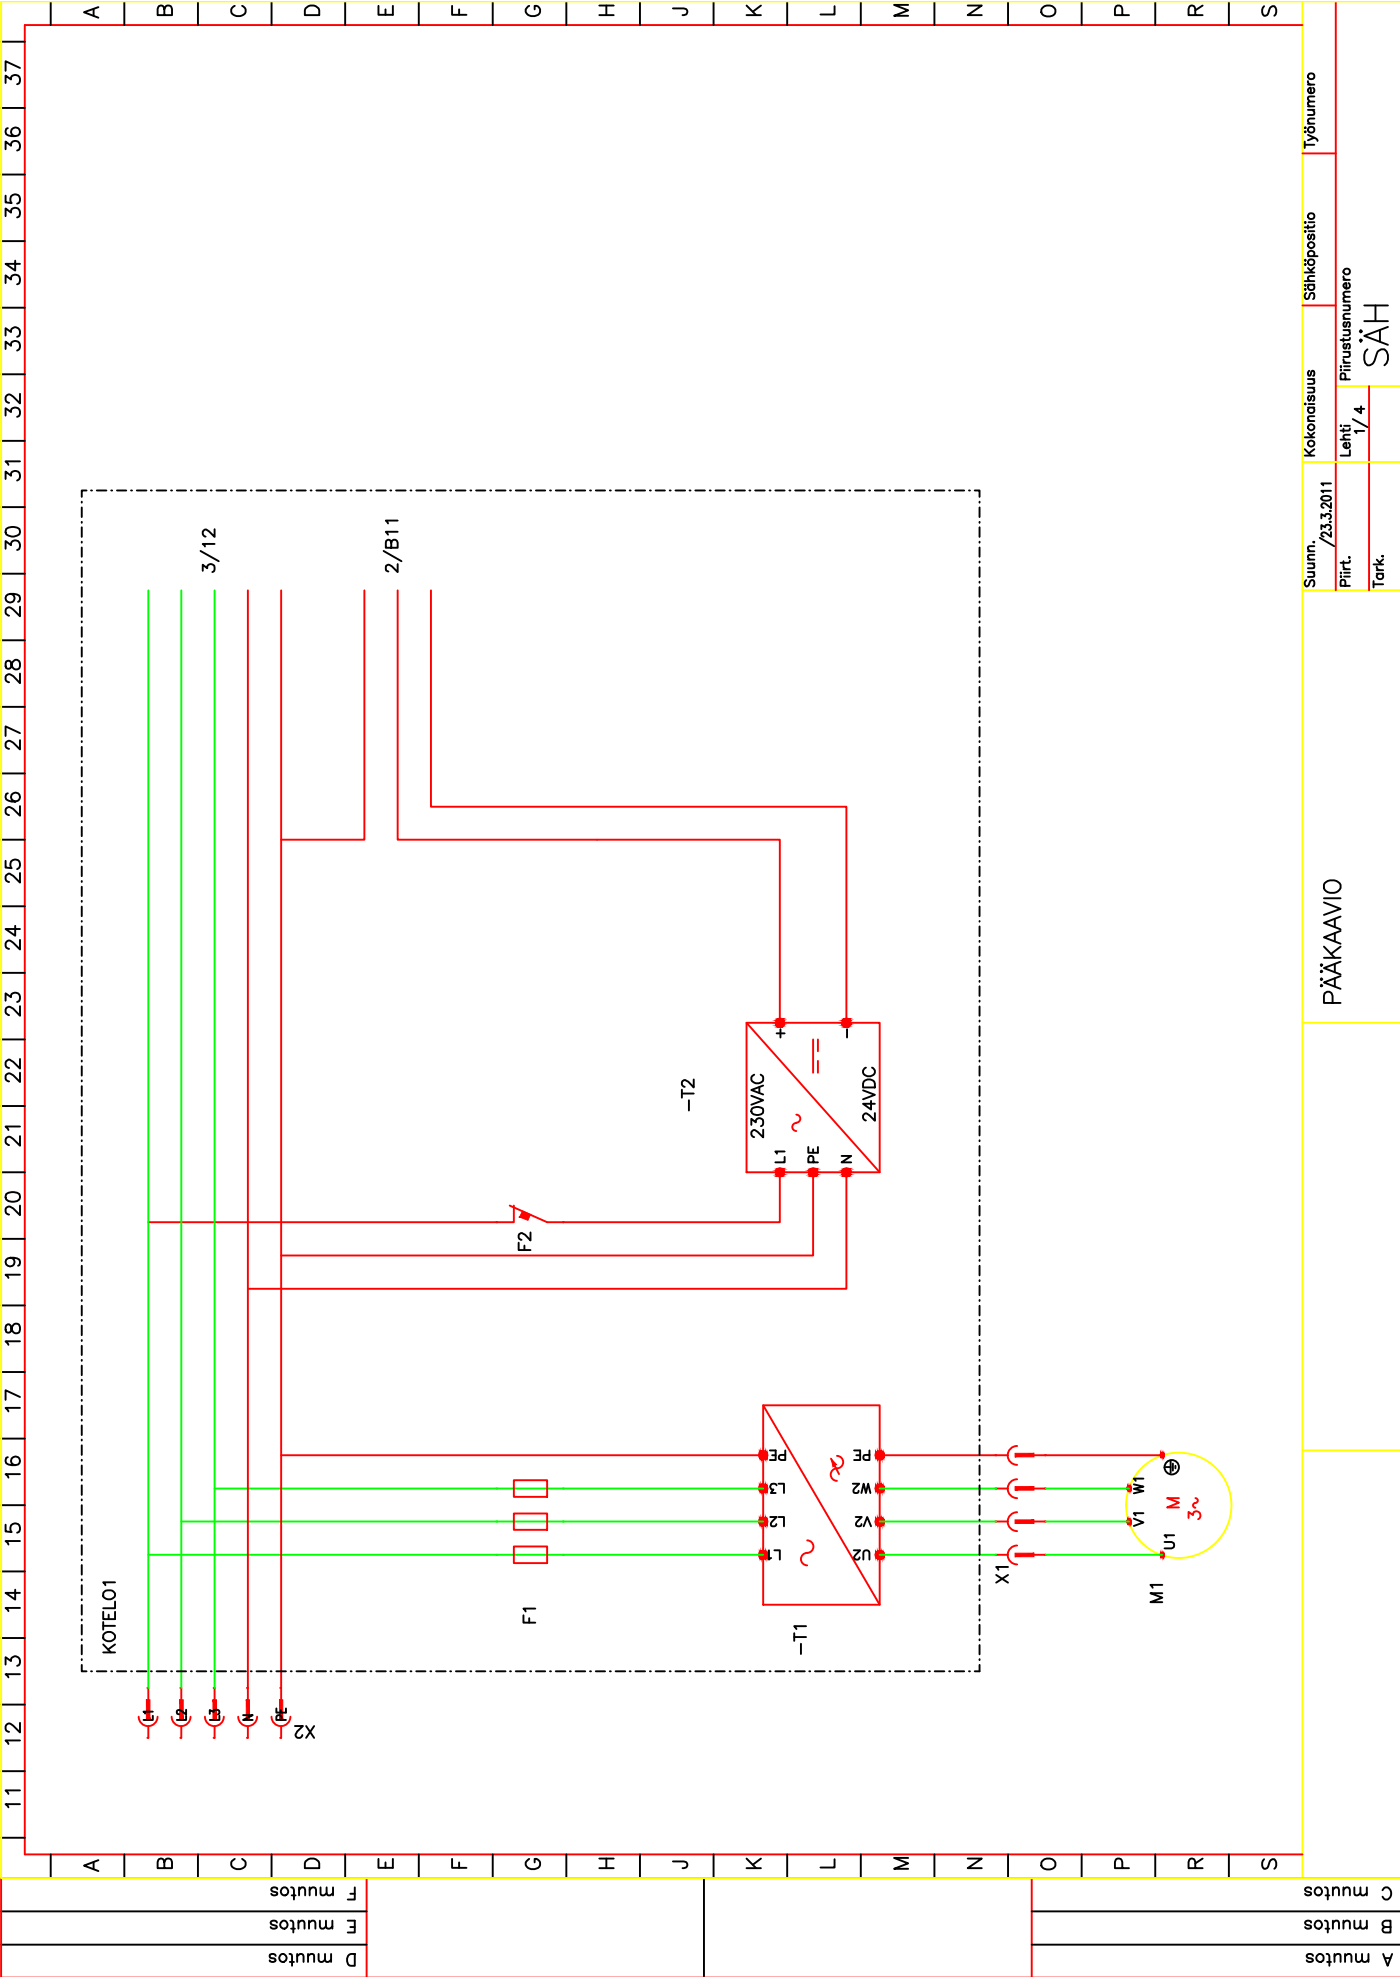 11 12 13 14 15 16 17 18 19 20 21 22 23 24 25 26 27 28 29 30 31 32 33 34 35 36 37
A
B
C
D
E
F
G
H
J
K
L
M
N
O
P
R
S
A
B
C
D
E
F
G
H
J
K
L
M
N
O
P
R
S
KOTELO1
L1
L2
L3
N
PE
X2
3/12
2/B11
F1
F2
-T1
L1 L2 L3 PE
U2 V2 W2 PE
-T2
230VAC
L1
PE
N
+
-
24VDC
X1
M1
U1 V1 W1
M
3~
D muutos
E muutos
F muutos
A muutos
B muutos
C muutos
PÄÄKAAVIO
Suunn.
/23.3.2011
Piirt.
Tark.
Kokonaisuus
Sähköpositio
Työnumero
Lehti
1/4
Piirustusnumero
SÄH